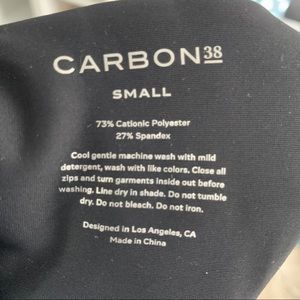 CARBON38
SMALL
73% Cationic Polyester
27% Spandex
Cool gentle machine wash with mild
detergent, wash with like colors. Close all
zips and turn garments inside out before
washing. Line dry in shade. Do not tumble
dry. Do not bleach. Do not iron.
Designed in Los Angeles, CA
Made in China